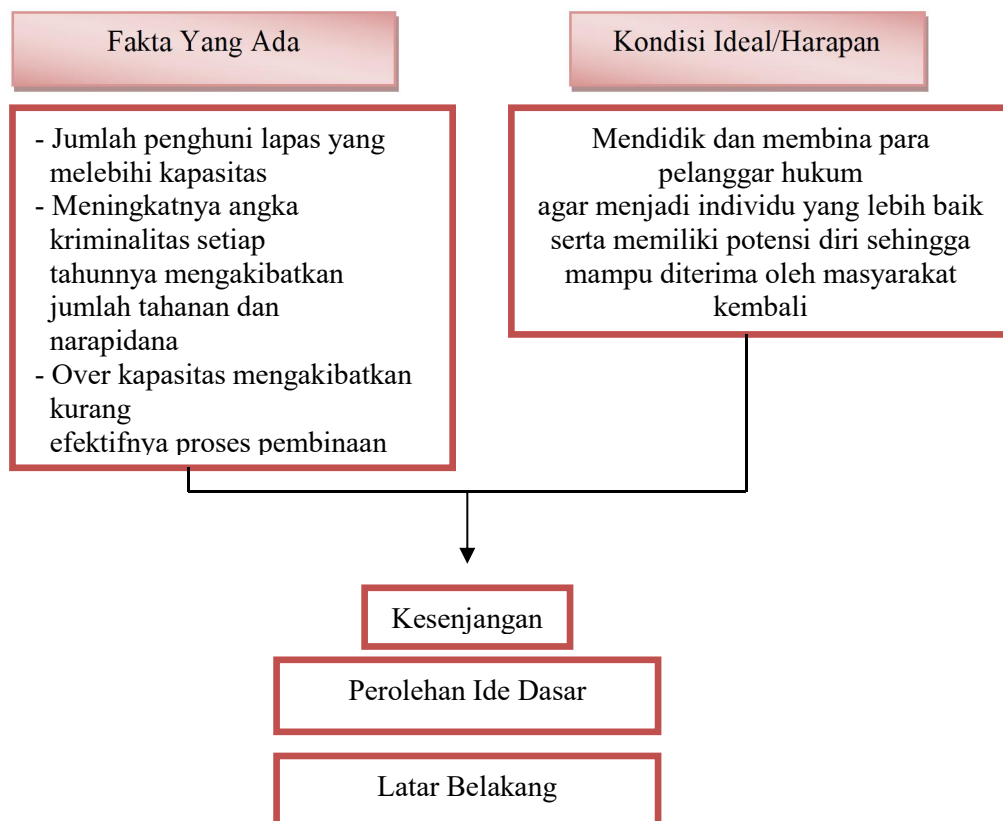 Fakta Yang Ada
Kondisi Ideal/Harapan
- Jumlah penghuni lapas yang
melebihi kapasitas
- Meningkatnya angka
kriminalitas setiap
tahunnya mengakibatkan
jumlah tahanan dan
narapidana
- Over kapasitas mengakibatkan
kurang
efektifnya proses pembinaan
Mendidik dan membina para
pelanggar hukum
agar menjadi individu yang lebih baik
serta memiliki potensi diri sehingga
mampu diterima oleh masyarakat
kembali
Kesenjangan
Perolehan Ide Dasar
Latar Belakang